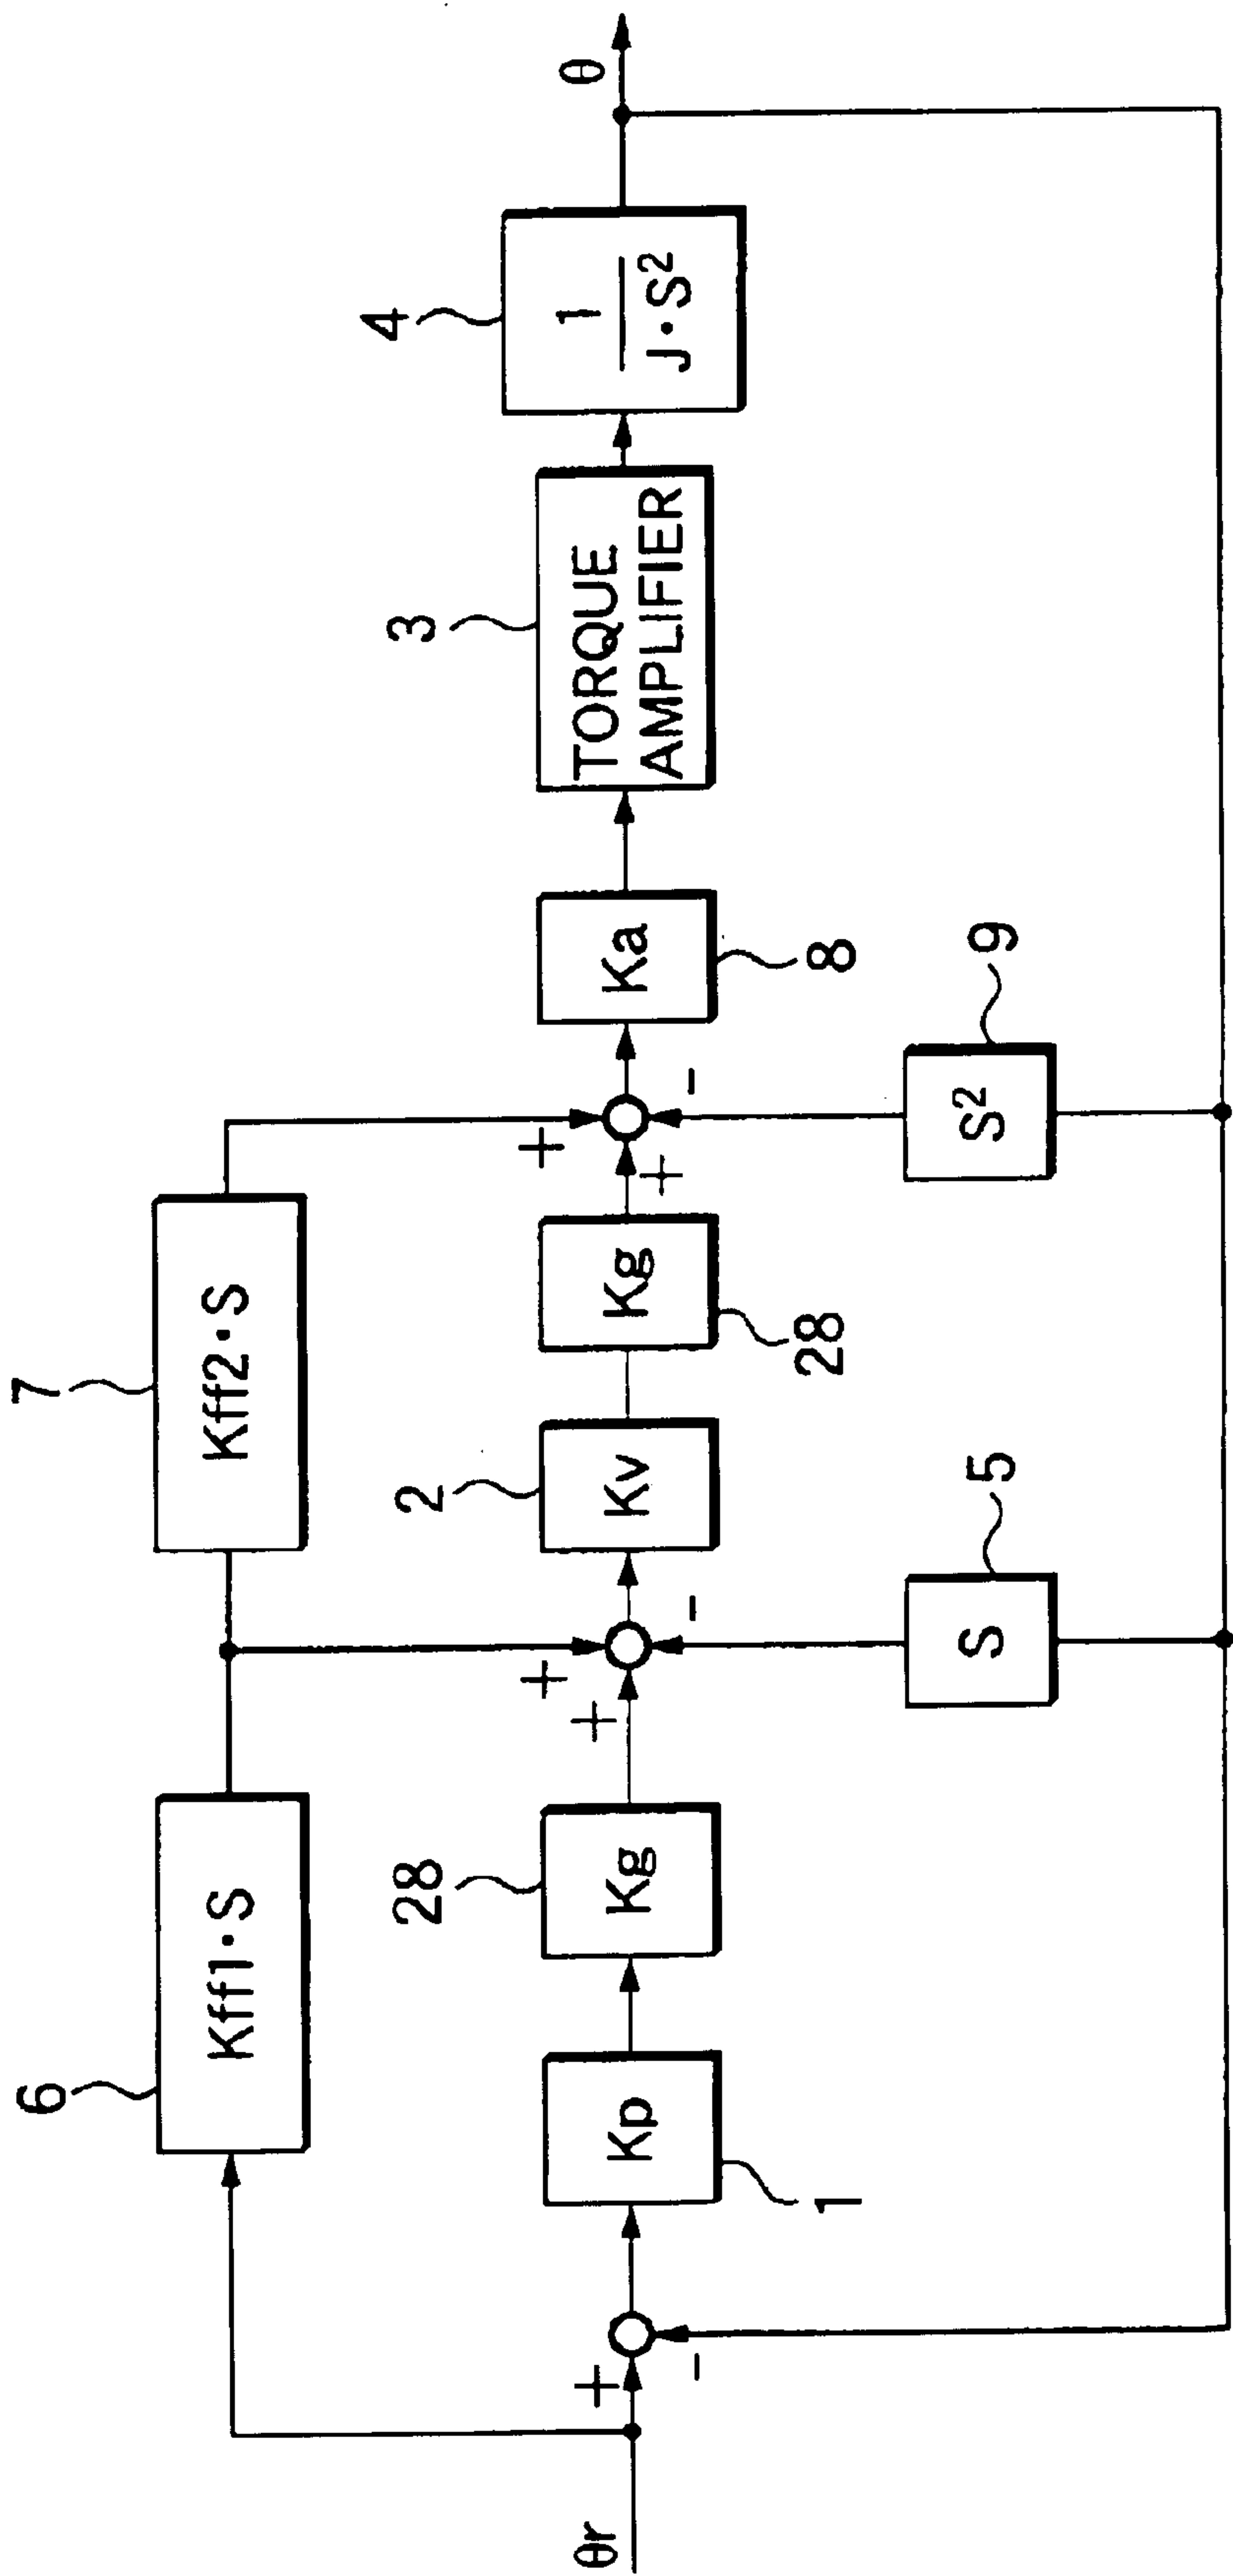 7
6
Kff1·S
Kff2·S
28
2
3
4
θr
+
-
Kp
Kg
+
+
-
Kv
Kg
+
+
-
Ka
TORQUE
AMPLIFIER
1
J·S²
θ
1
28
8
S
5
S²
9